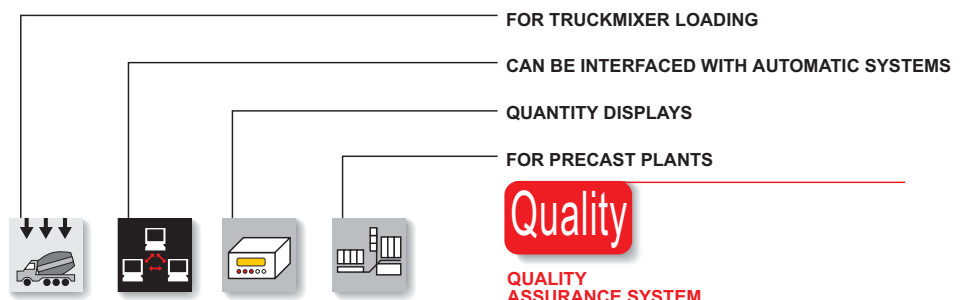 FOR TRUCKMIXER LOADING
CAN BE INTERFACED WITH AUTOMATIC SYSTEMS
QUANTITY DISPLAYS
FOR PRECAST PLANTS
Quality
QUALITY
ASSURANCE SYSTEM